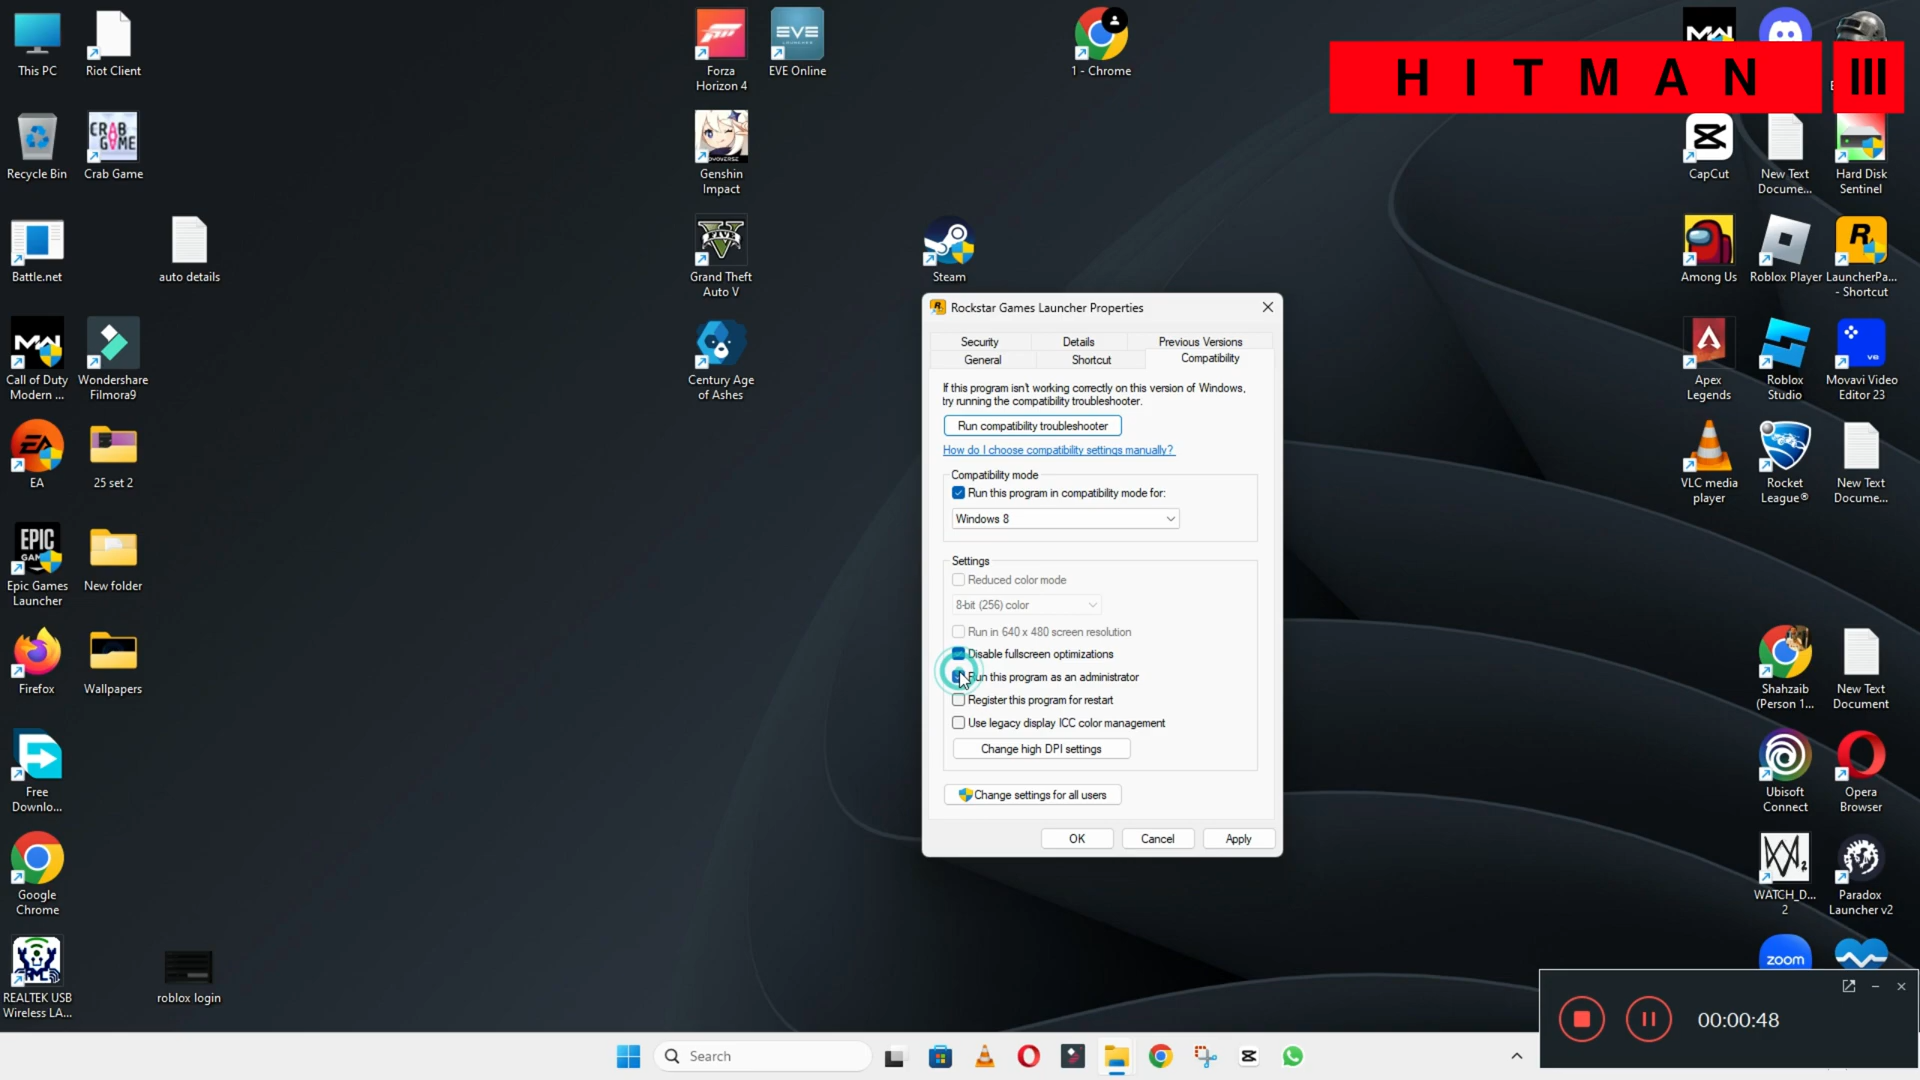 This PC
Riot Client
Recycle Bin
CRAB
GAME
Crab Game
Battle.net
auto details
Call of Duty
Modern ...
Wondershare
Filmora9
EA
25 set 2
EPIC
Epic Games
Launcher
New folder
Firefox
Wallpapers
Free
Downlo...
Google
Chrome
REALTEK USB
Wireless LA...
roblox login
Forza
Horizon 4
EVE
EVE Online
Genshin
Impact
Grand Theft
Auto V
Century Age
of Ashes
1 - Chrome
Steam
HITMAN III
CapCut
New Text
Docume...
Hard Disk
Sentinel
Among Us
Roblox Player
LauncherPa...
- Shortcut
Apex
Legends
Roblox
Studio
Movavi Video
Editor 23
VLC media
player
Rocket
League®
New Text
Docume...
Shahzaib
(Person 1...
New Text
Document
Ubisoft
Connect
Opera
Browser
WATCH_D...
2
Paradox
Launcher v2
zoom
Rockstar Games Launcher Properties
Security
Details
Previous Versions
General
Shortcut
Compatibility
If this program isn't working correctly on this version of Windows,
try running the compatibility troubleshooter.
Run compatibility troubleshooter
How do I choose compatibility settings manually?
Compatibility mode
Run this program in compatibility mode for:
Windows 8
Settings
Reduced color mode
8-bit (256) color
Run in 640 x 480 screen resolution
Disable fullscreen optimizations
Run this program as an administrator
Register this program for restart
Use legacy display ICC color management
Change high DPI settings
Change settings for all users
OK
Cancel
Apply
00:00:48
Search